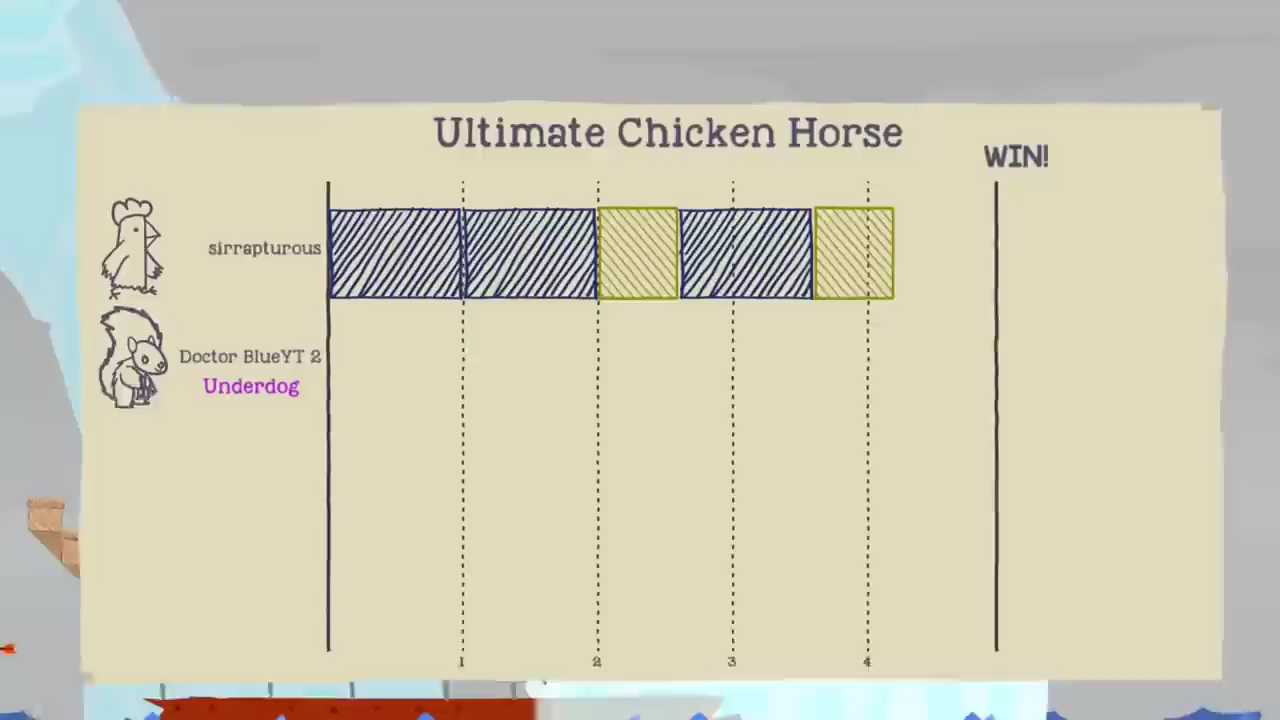 Ultimate Chicken Horse
WIN!
sirrapturous
Doctor BlueYT 2
Underdog
1 2 3 4